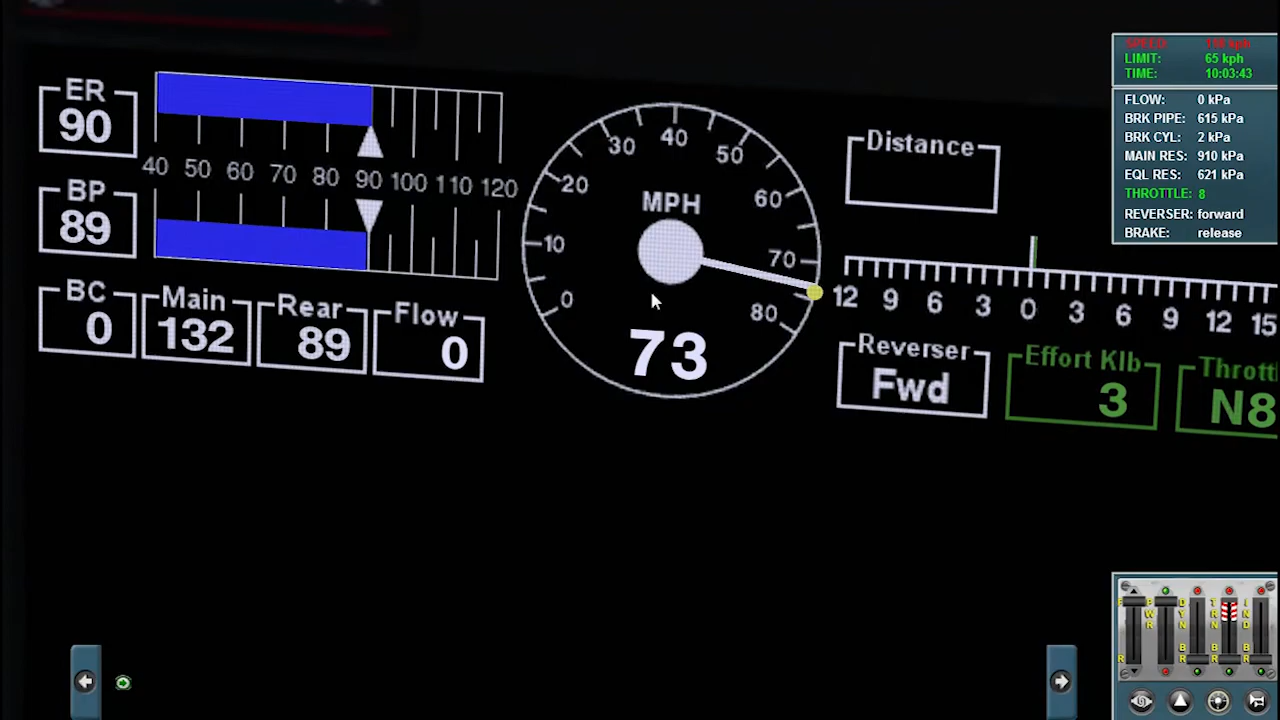 ER
90
40 50 60 70 80 90 100 110 120
BP
89
BC
0
Main
132
Rear
89
Flow
0
0 10 20 30 40 50 60 70 80
MPH
73
Distance
12 9 6 3 0 3 6 9 12 15
Reverser
Fwd
Effort Klb
3
N8
SPEED: 118 kph
LIMIT: 65 kph
TIME: 10:03:43
FLOW: 0 kPa
BRK PIPE: 615 kPa
BRK CYL: 2 kPa
MAIN RES: 910 kPa
EQL RES: 621 kPa
THROTTLE: 8
REVERSER: forward
BRAKE: release